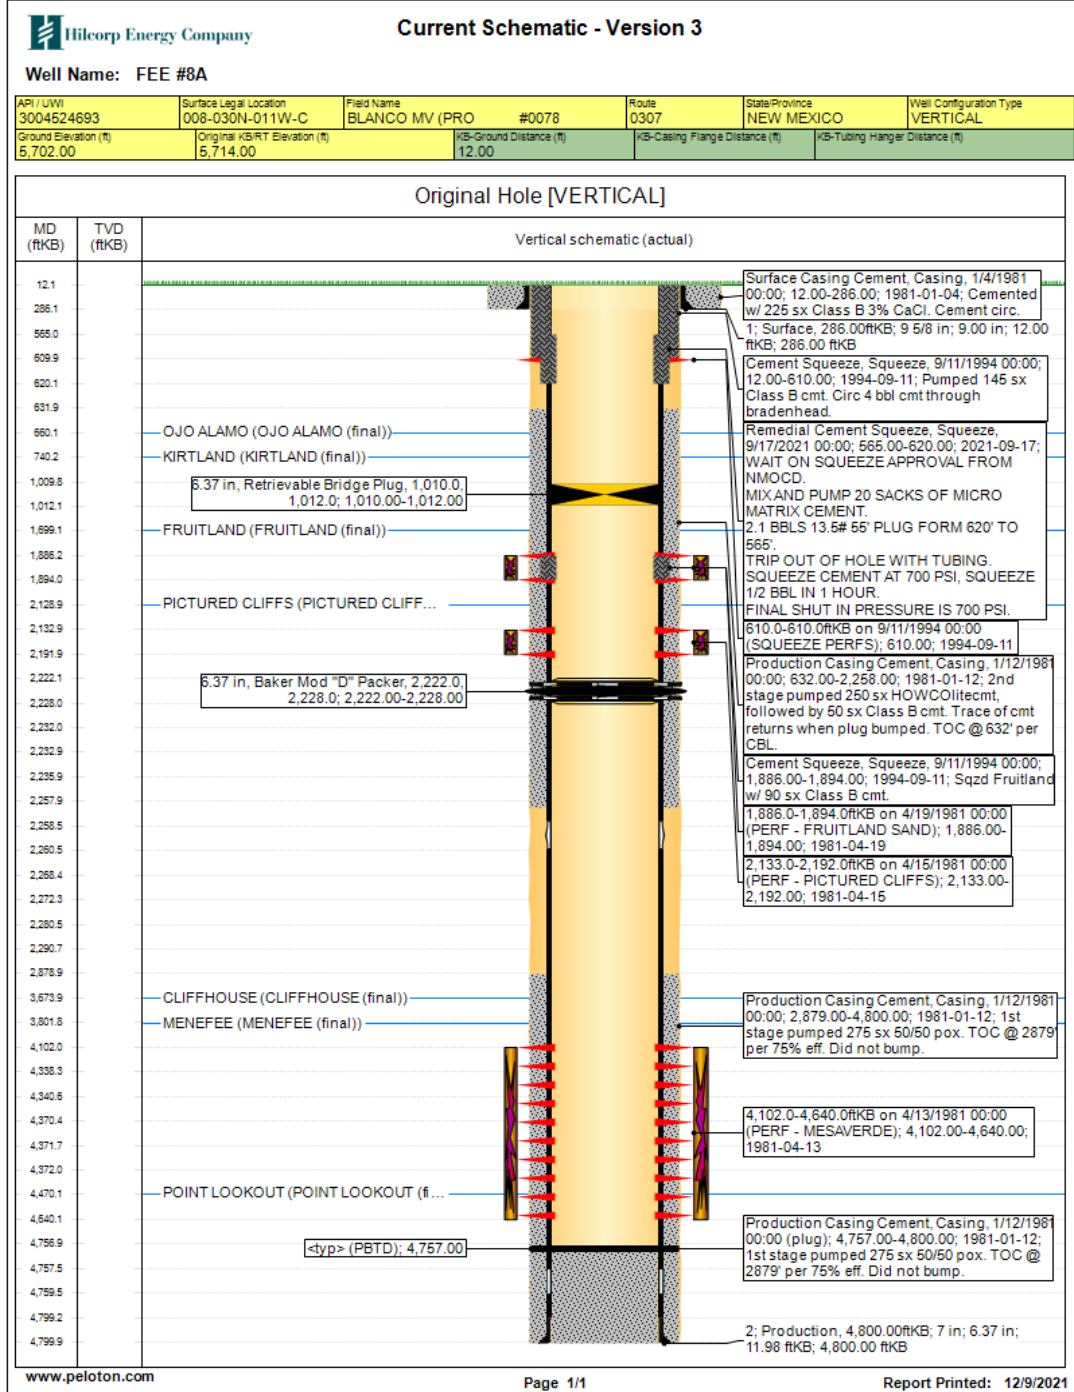 Hilcorp Energy Company
Current Schematic - Version 3
Well Name: FEE #8A
API / UWI
3004524693
Surface Legal Location
008-030N-011W-C
Field Name
BLANCO MV (PRO #0078
Route
0307
State/Province
NEW MEXICO
Well Configuration Type
VERTICAL
Ground Elevation (ft)
5,702.00
Original KB/RT Elevation (ft)
5,714.00
KB-Ground Distance (ft)
12.00
KB-Casing Flange Distance (ft)
KB-Tubing Hanger Distance (ft)
Original Hole [VERTICAL]
MD
(ftKB)
TVD
(ftKB)
Vertical schematic (actual)
12.1
286.1
565.0
609.9
620.1
631.9
660.1
740.2
1,009.8
1,012.1
1,699.1
1,886.2
1,894.0
2,128.9
2,132.9
2,191.9
2,222.1
2,228.0
2,232.0
2,232.9
2,235.9
2,257.9
2,258.5
2,260.5
2,268.4
2,272.3
2,280.5
2,290.7
2,878.9
3,673.9
3,801.8
4,102.0
4,338.3
4,340.6
4,370.4
4,371.7
4,372.0
4,470.1
4,640.1
4,756.9
4,757.5
4,759.5
4,799.2
4,799.9
OJO ALAMO (OJO ALAMO (final))
KIRTLAND (KIRTLAND (final))
6.37 in, Retrievable Bridge Plug, 1,010.0,
1,012.0; 1,010.00-1,012.00
FRUITLAND (FRUITLAND (final))
PICTURED CLIFFS (PICTURED CLIFF...
6.37 in, Baker Mod "D" Packer, 2,222.0,
2,228.0; 2,222.00-2,228.00
CLIFFHOUSE (CLIFFHOUSE (final))
MENEFEE (MENEFEE (final))
POINT LOOKOUT (POINT LOOKOUT (fi...
<typ> (PBTD); 4,757.00
Surface Casing Cement, Casing, 1/4/1981
00:00; 12.00-286.00; 1981-01-04; Cemented
w/ 225 sx Class B 3% CaCl. Cement circ.
1; Surface, 286.00ftKB; 9 5/8 in; 9.00 in; 12.00
ftKB; 286.00 ftKB
Cement Squeeze, Squeeze, 9/11/1994 00:00;
12.00-610.00; 1994-09-11; Pumped 145 sx
Class B cmt. Circ 4 bbl cmt through
bradenhead.
Remedial Cement Squeeze, Squeeze,
9/17/2021 00:00; 565.00-620.00; 2021-09-17;
WAIT ON SQUEEZE APPROVAL FROM
NMOCD.
MIX AND PUMP 20 SACKS OF MICRO
MATRIX CEMENT.
2.1 BBLS 13.5# 55' PLUG FORM 620' TO
565'.
TRIP OUT OF HOLE WITH TUBING.
SQUEEZE CEMENT AT 700 PSI, SQUEEZE
1/2 BBL IN 1 HOUR.
FINAL SHUT IN PRESSURE IS 700 PSI.
610.0-610.0ftKB on 9/11/1994 00:00
(SQUEEZE PERFS); 610.00; 1994-09-11
Production Casing Cement, Casing, 1/12/1981
00:00; 632.00-2,258.00; 1981-01-12; 2nd
stage pumped 250 sx HOWCOlitecmt,
followed by 50 sx Class B cmt. Trace of cmt
returns when plug bumped. TOC @ 632' per
CBL.
Cement Squeeze, Squeeze, 9/11/1994 00:00;
1,886.00-1,894.00; 1994-09-11; Sqzd Fruitland
w/ 90 sx Class B cmt.
1,886.0-1,894.0ftKB on 4/19/1981 00:00
(PERF - FRUITLAND SAND); 1,886.00-
1,894.00; 1981-04-19
2,133.0-2,192.0ftKB on 4/15/1981 00:00
(PERF - PICTURED CLIFFS); 2,133.00-
2,192.00; 1981-04-15
Production Casing Cement, Casing, 1/12/1981
00:00; 2,879.00-4,800.00; 1981-01-12; 1st
stage pumped 275 sx 50/50 pox. TOC @ 2879'
per 75% eff. Did not bump.
4,102.0-4,640.0ftKB on 4/13/1981 00:00
(PERF - MESAVERDE); 4,102.00-4,640.00;
1981-04-13
Production Casing Cement, Casing, 1/12/1981
00:00 (plug); 4,757.00-4,800.00; 1981-01-12;
1st stage pumped 275 sx 50/50 pox. TOC @
2879' per 75% eff. Did not bump.
2; Production, 4,800.00ftKB; 7 in; 6.37 in;
11.98 ftKB; 4,800.00 ftKB
www.peloton.com
Page 1/1
Report Printed: 12/9/2021